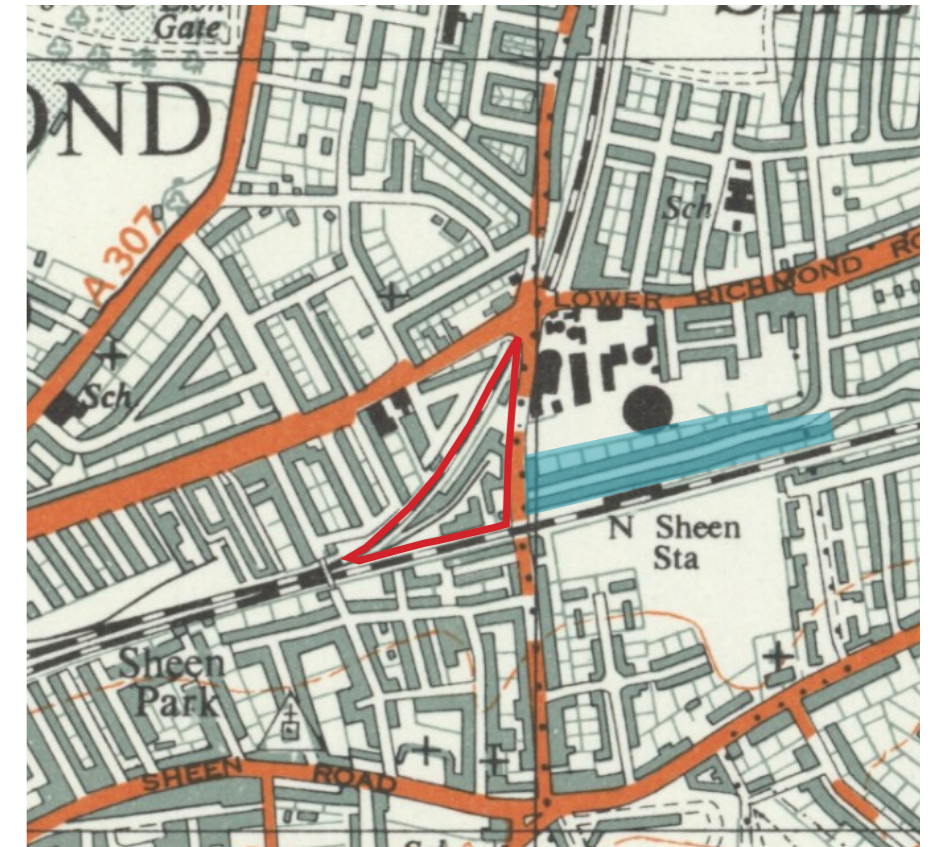 Gate
OND
A 307
Sch
LOWER RICHMOND RO
Sch
N Sheen
Sta
Sheen
Park
SHEEN ROAD